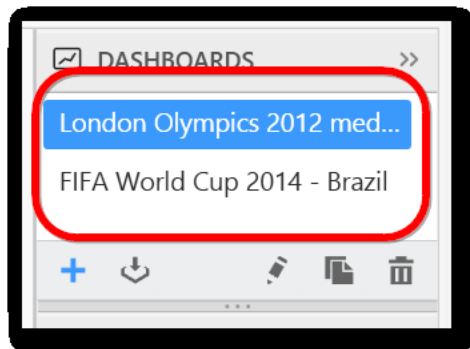 DASHBOARDS
London Olympics 2012 med...
FIFA World Cup 2014 - Brazil